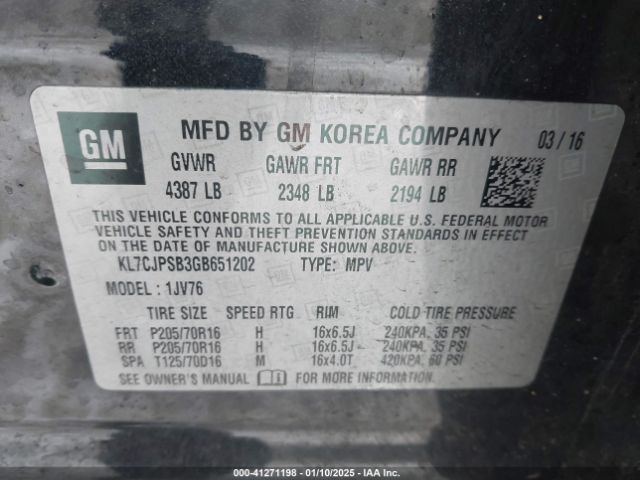 GM MFD BY GM KOREA COMPANY 03 / 16
GVWR GAWR FRT GAWR RR
4387 LB 2348 LB 2194 LB
THIS VEHICLE CONFORMS TO ALL APPLICABLE U.S. FEDERAL MOTOR
VEHICLE SAFETY AND THEFT PREVENTION STANDARDS IN EFFECT
ON THE DATE OF MANUFACTURE SHOWN ABOVE.
KL7CJPSB3GB651202 TYPE: MPV
MODEL : 1JV76
TIRE SIZE SPEED RTG RIM COLD TIRE PRESSURE
FRT P205/70R16 H 16x6.5J 240KPA, 35 PSI
RR P205/70R16 H 16x6.5J 240KPA, 35 PSI
SPA T125/70D16 M 16x4.0T 420KPA, 60 PSI
SEE OWNER'S MANUAL FOR MORE INFORMATION
000-41271198 - 01/10/2025 - IAA Inc.